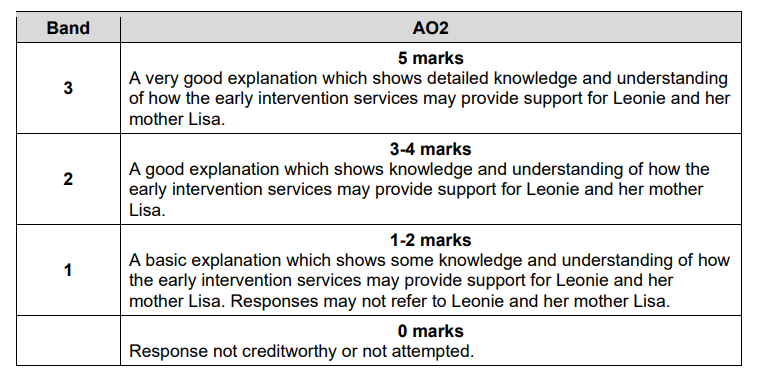 Band AO2
5 marks
3
A very good explanation which shows detailed knowledge and understanding
of how the early intervention services may provide support for Leonie and her
mother Lisa.
3-4 marks
2
A good explanation which shows knowledge and understanding of how the
early intervention services may provide support for Leonie and her mother
Lisa.
1-2 marks
1
A basic explanation which shows some knowledge and understanding of how
the early intervention services may provide support for Leonie and her
mother Lisa. Responses may not refer to Leonie and her mother Lisa.
0 marks
Response not creditworthy or not attempted.